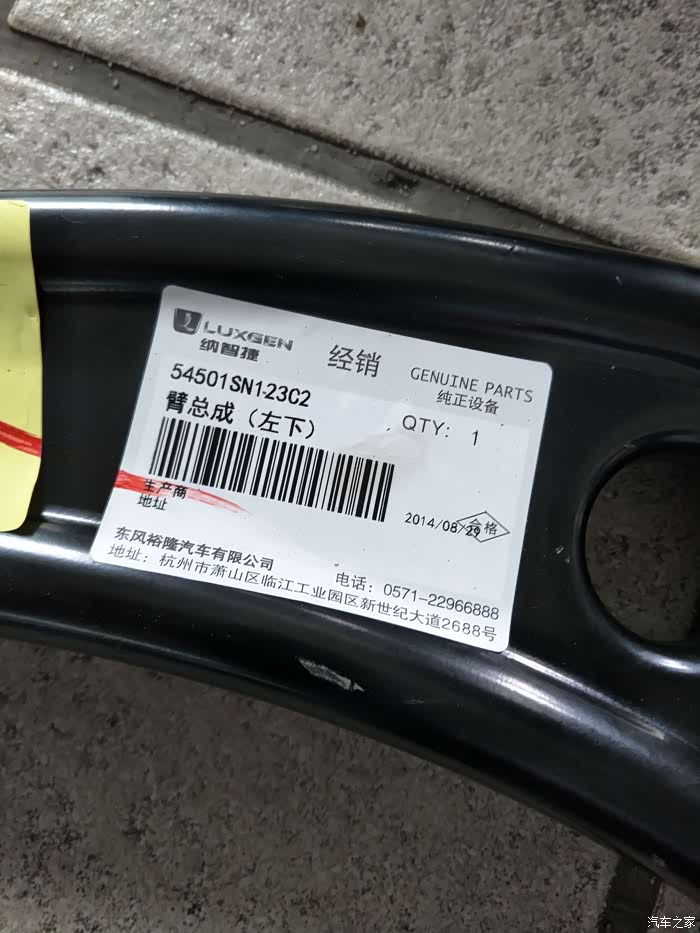 LUXGEN
纳智捷
经销
GENUINE PARTS
纯正设备
54501SN123C2
臂总成（左下）
QTY: 1
生产商
地址
2014/08/29
合格
东风裕隆汽车有限公司
电话: 0571-22966888
地址: 杭州市萧山区临江工业园区新世纪大道2688号
汽车之家